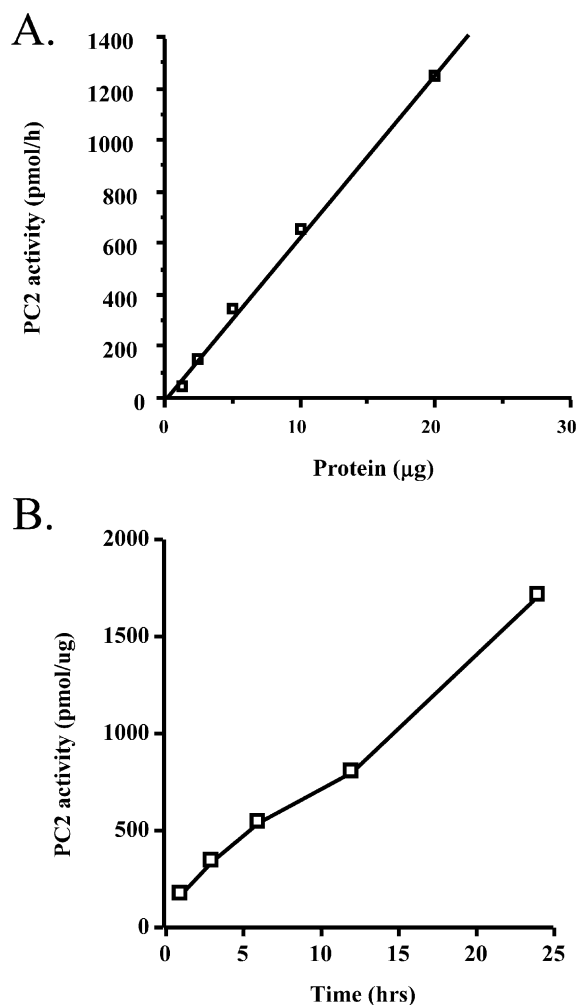 A.
1400
1200
1000
800
600
400
200
0
PC2 activity (pmol/h)
0 10 20 30
Protein (μg)
B.
2000
1500
1000
500
0
PC2 activity (pmol/ug)
0 5 10 15 20 25
Time (hrs)